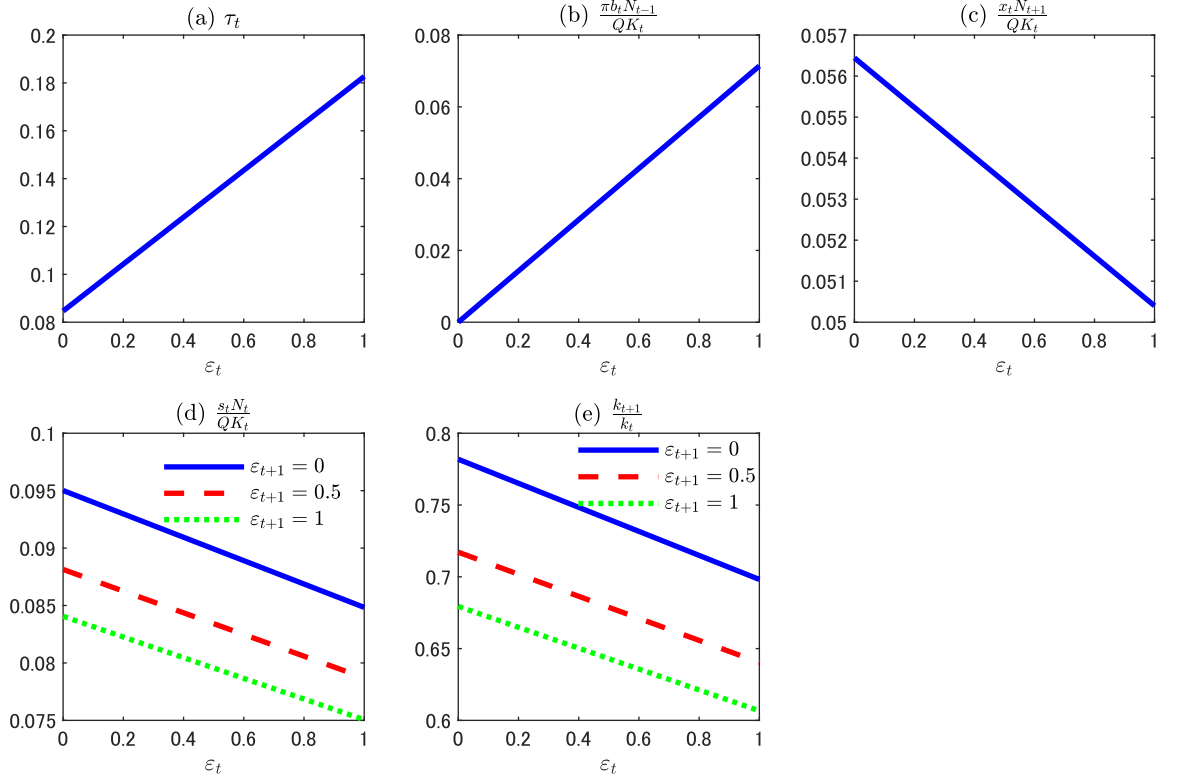 (a) τ_t
0.2
0.18
0.16
0.14
0.12
0.1
0.08
0 0.2 0.4 0.6 0.8 1
ε_t
(b) πb_tN_{t−1}/QK_t
0.08
0.06
0.04
0.02
0
0 0.2 0.4 0.6 0.8 1
ε_t
(c) x_tN_{t+1}/QK_t
0.057
0.056
0.055
0.054
0.053
0.052
0.051
0.05
0 0.2 0.4 0.6 0.8 1
ε_t
(d) s_tN_t/QK_t
0.1
0.095
0.09
0.085
0.08
0.075
ε_{t+1} = 0
ε_{t+1} = 0.5
ε_{t+1} = 1
0 0.2 0.4 0.6 0.8 1
ε_t
(e) k_{t+1}/k_t
0.8
0.75
0.7
0.65
0.6
ε_{t+1} = 0
ε_{t+1} = 0.5
ε_{t+1} = 1
0 0.2 0.4 0.6 0.8 1
ε_t